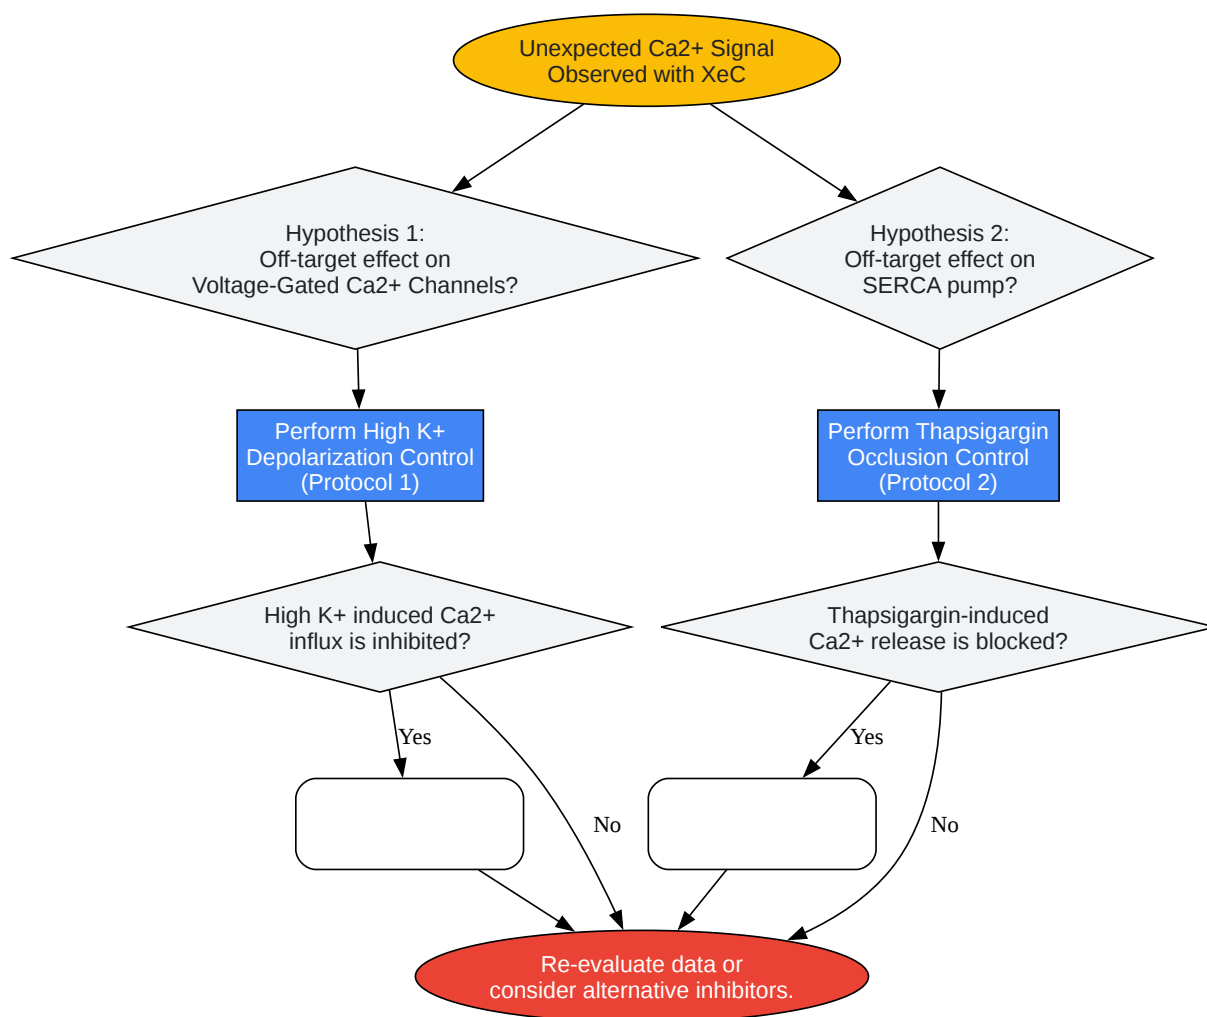 Unexpected Ca2+ Signal
Observed with XeC
Hypothesis 1:
Off-target effect on
Voltage-Gated Ca2+ Channels?
Hypothesis 2:
Off-target effect on
SERCA pump?
Perform High K+
Depolarization Control
(Protocol 1)
Perform Thapsigargin
Occlusion Control
(Protocol 2)
High K+ induced Ca2+
influx is inhibited?
Thapsigargin-induced
Ca2+ release is blocked?
Yes
No
Yes
No
Re-evaluate data or
consider alternative inhibitors.